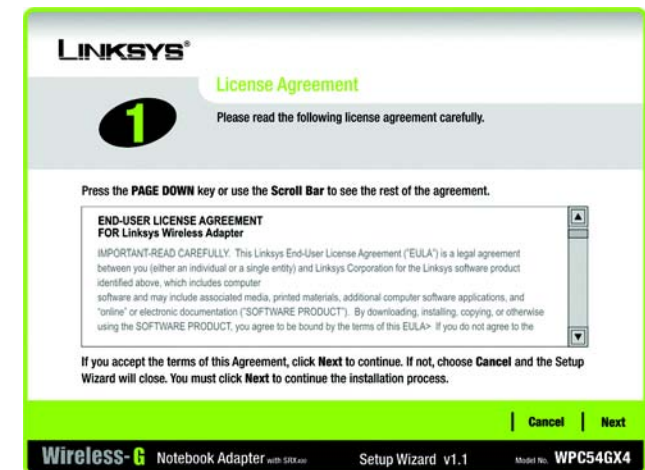 LINKSYS®
License Agreement
1
Please read the following license agreement carefully.
Press the PAGE DOWN key or use the Scroll Bar to see the rest of the agreement.
END-USER LICENSE AGREEMENT
FOR Linksys Wireless Adapter
IMPORTANT-READ CAREFULLY. This Linksys End-User License Agreement ("EULA") is a legal agreement
between you (either an individual or a single entity) and Linksys Corporation for the Linksys software product
identified above, which includes computer
software and may include associated media, printed materials, additional computer software applications, and
"online" or electronic documentation ("SOFTWARE PRODUCT"). By downloading, installing, copying, or otherwise
using the SOFTWARE PRODUCT, you agree to be bound by the terms of this EULA> If you do not agree to the
If you accept the terms of this Agreement, click Next to continue. If not, choose Cancel and the Setup
Wizard will close. You must click Next to continue the installation process.
Cancel Next
Wireless-G Notebook Adapter with SRX400 Setup Wizard v1.1 Model No. WPC54GX4